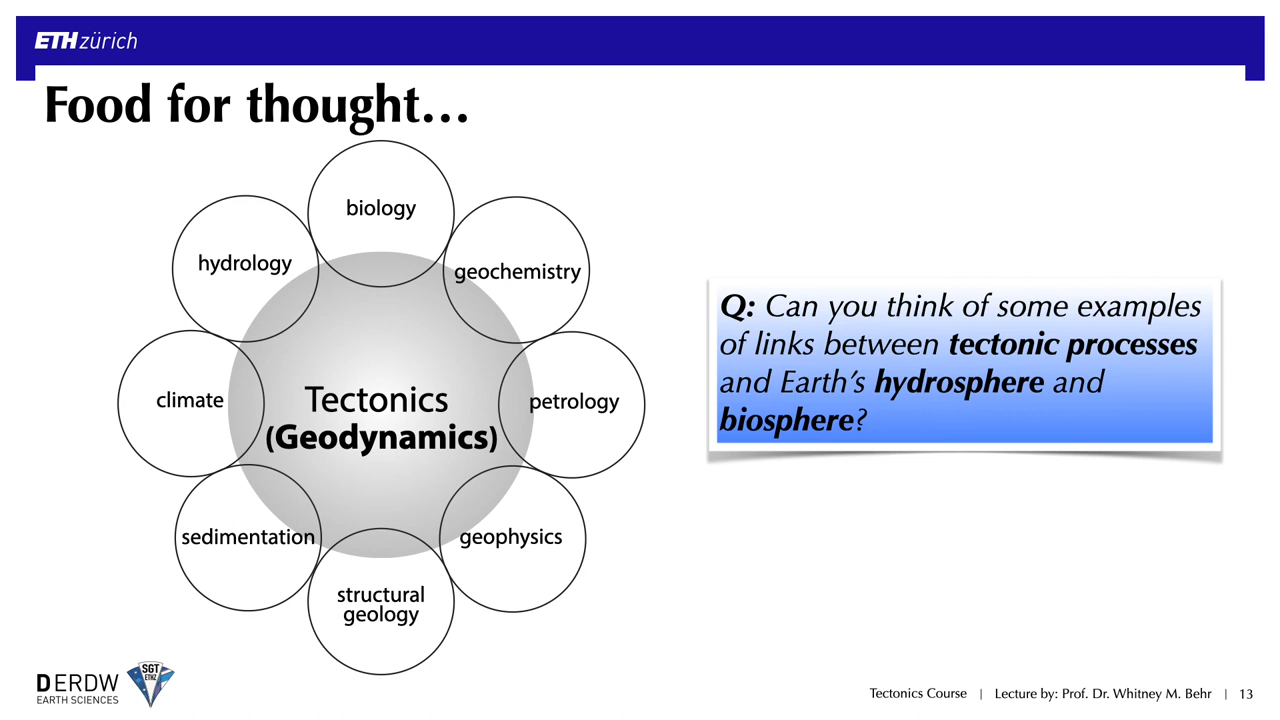 ETH zürich
Food for thought…
biology
hydrology
geochemistry
climate
Tectonics
(Geodynamics)
petrology
sedimentation
geophysics
structural
geology
Q: Can you think of some examples
of links between tectonic processes
and Earth’s hydrosphere and
biosphere?
DERDW
EARTH SCIENCES
SGT
ETHZ
Tectonics Course | Lecture by: Prof. Dr. Whitney M. Behr | 13